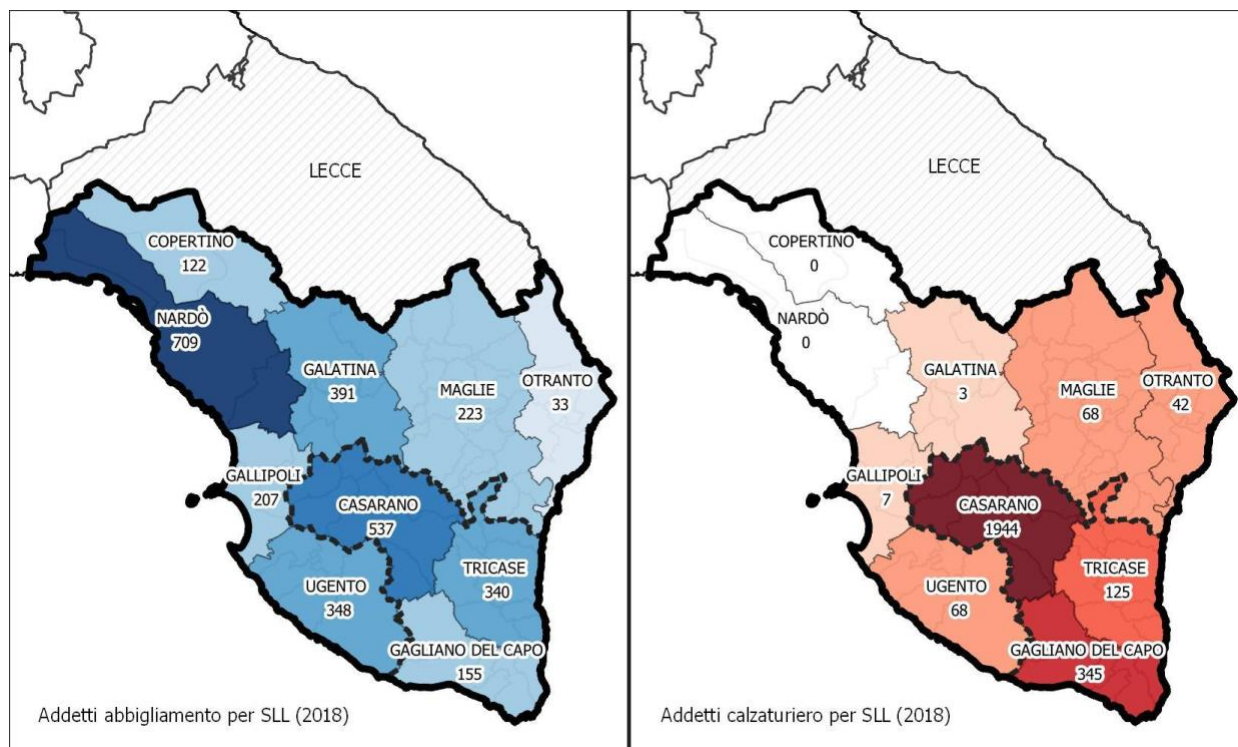 LECCE
COPERTINO
122
NARDÒ
709
GALATINA
391
MAGLIE
223
OTRANTO
33
GALLIPOLI
207
CASARANO
537
TRICASE
340
UGENTO
348
GAGLIANO DEL CAPO
155
Addetti abbigliamento per SLL (2018)
LECCE
COPERTINO
0
NARDÒ
0
GALATINA
3
MAGLIE
68
OTRANTO
42
GALLIPOLI
7
CASARANO
1944
TRICASE
125
UGENTO
68
GAGLIANO DEL CAPO
345
Addetti calzaturiero per SLL (2018)